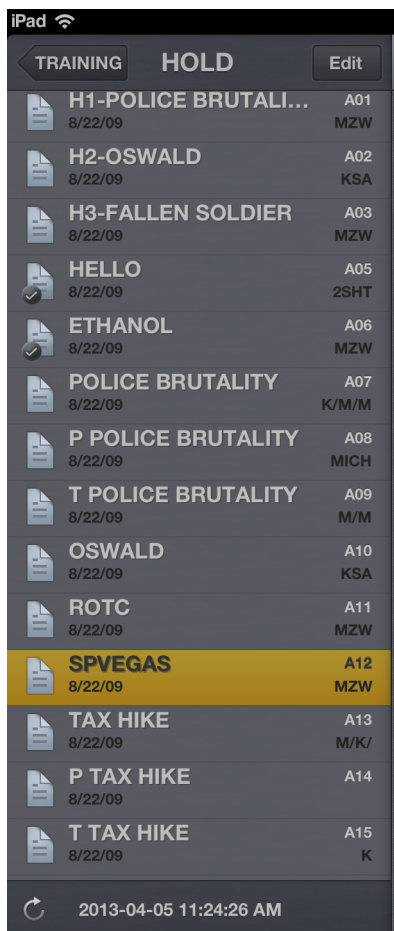 iPad
TRAINING HOLD Edit
H1-POLICE BRUTALI... A01
8/22/09 MZW
H2-OSWALD A02
8/22/09 KSA
H3-FALLEN SOLDIER A03
8/22/09 MZW
HELLO A05
8/22/09 2SHT
ETHANOL A06
8/22/09 MZW
POLICE BRUTALITY A07
8/22/09 K/M/M
P POLICE BRUTALITY A08
8/22/09 MICH
T POLICE BRUTALITY A09
8/22/09 M/M
OSWALD A10
8/22/09 KSA
ROTC A11
8/22/09 MZW
SPVEGAS A12
8/22/09 MZW
TAX HIKE A13
8/22/09 M/K/
P TAX HIKE A14
8/22/09
T TAX HIKE A15
8/22/09 K
2013-04-05 11:24:26 AM